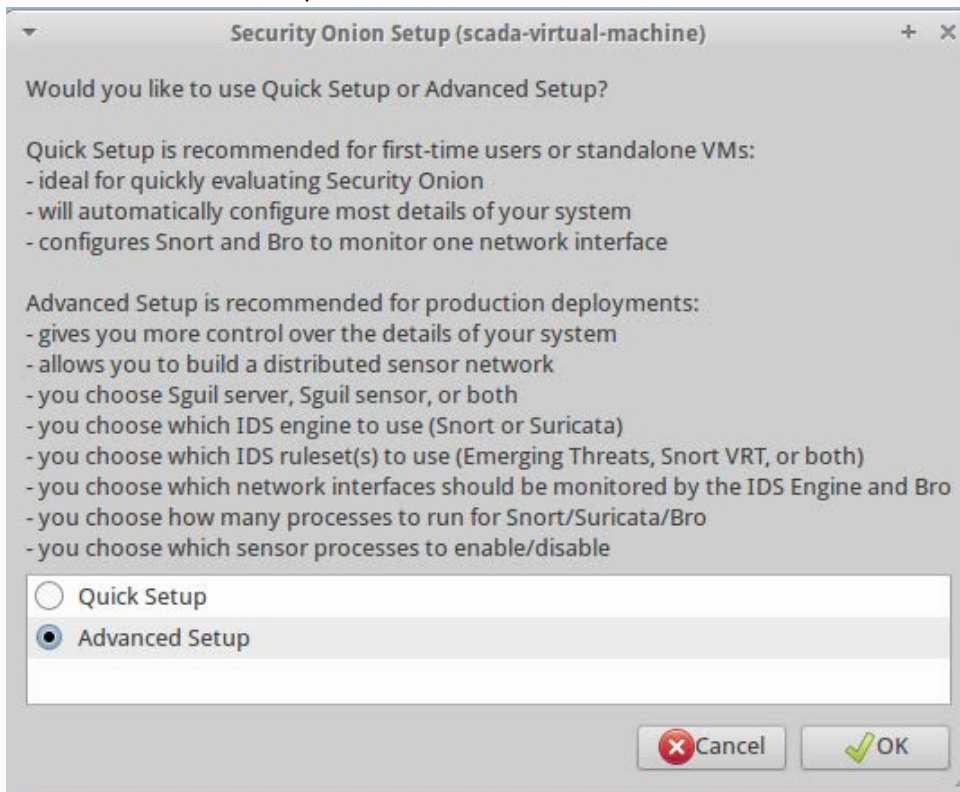 Security Onion Setup (scada-virtual-machine)
Would you like to use Quick Setup or Advanced Setup?
Quick Setup is recommended for first-time users or standalone VMs:
- ideal for quickly evaluating Security Onion
- will automatically configure most details of your system
- configures Snort and Bro to monitor one network interface
Advanced Setup is recommended for production deployments:
- gives you more control over the details of your system
- allows you to build a distributed sensor network
- you choose Sguil server, Sguil sensor, or both
- you choose which IDS engine to use (Snort or Suricata)
- you choose which IDS ruleset(s) to use (Emerging Threats, Snort VRT, or both)
- you choose which network interfaces should be monitored by the IDS Engine and Bro
- you choose how many processes to run for Snort/Suricata/Bro
- you choose which sensor processes to enable/disable
Quick Setup
Advanced Setup
Cancel OK